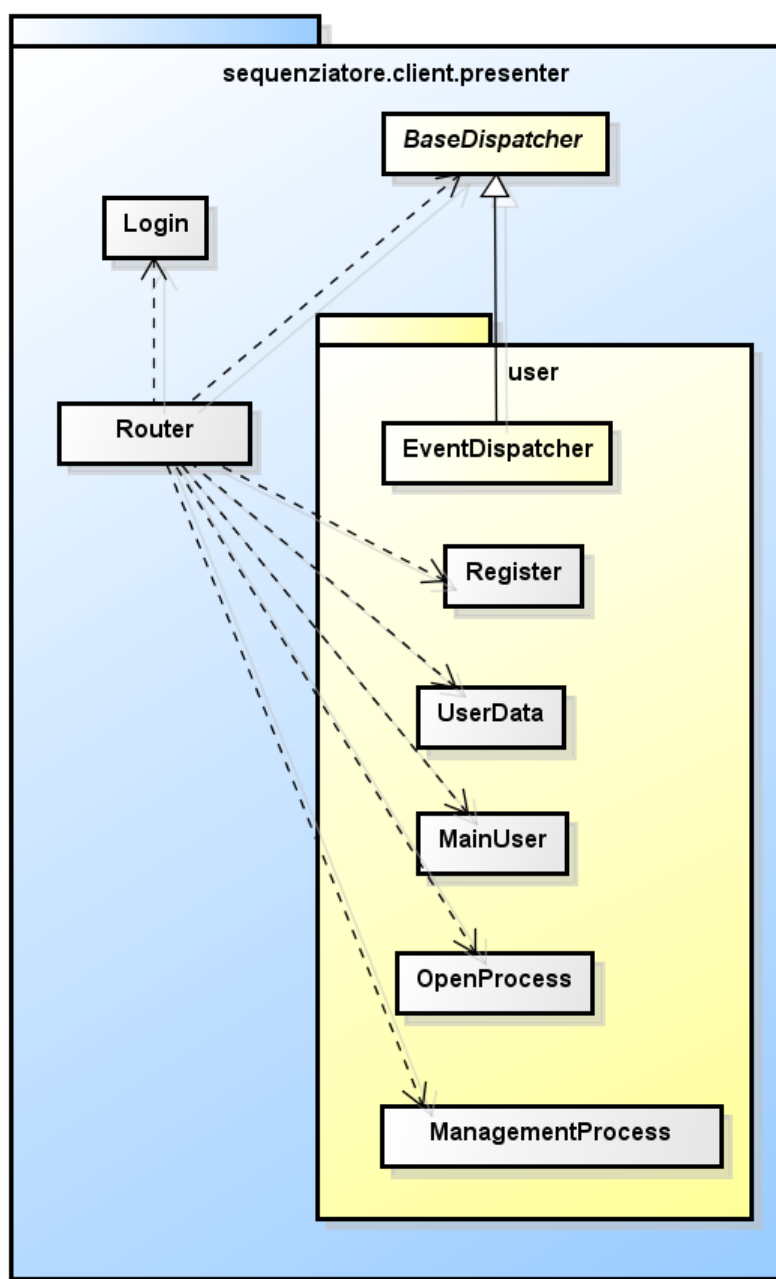 sequenziatore.client.presenter
BaseDispatcher
Login
user
Router
EventDispatcher
Register
UserData
MainUser
OpenProcess
ManagementProcess